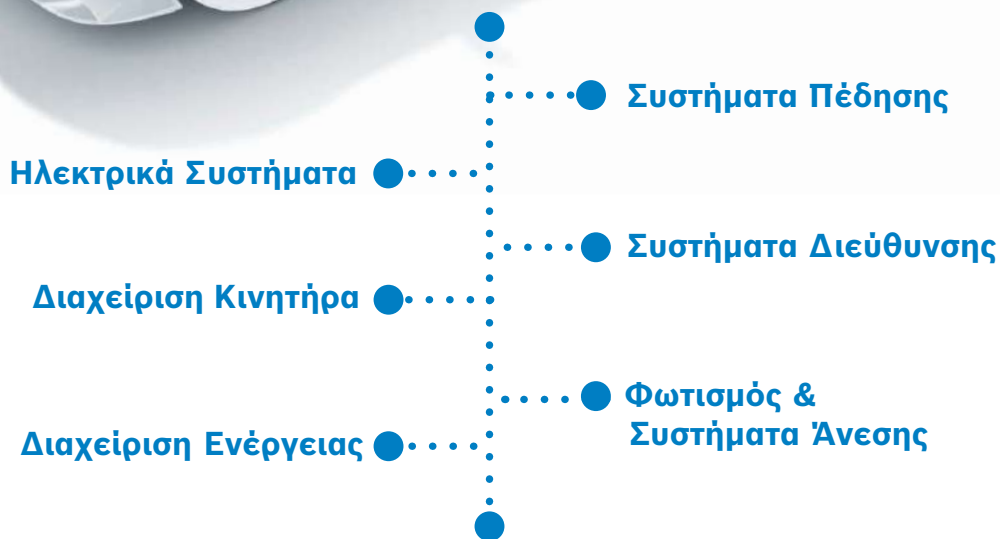 Συστήματα Πέδησης
Ηλεκτρικά Συστήματα
Συστήματα Διεύθυνσης
Διαχείριση Κινητήρα
Φωτισμός &
Συστήματα Άνεσης
Διαχείριση Ενέργειας